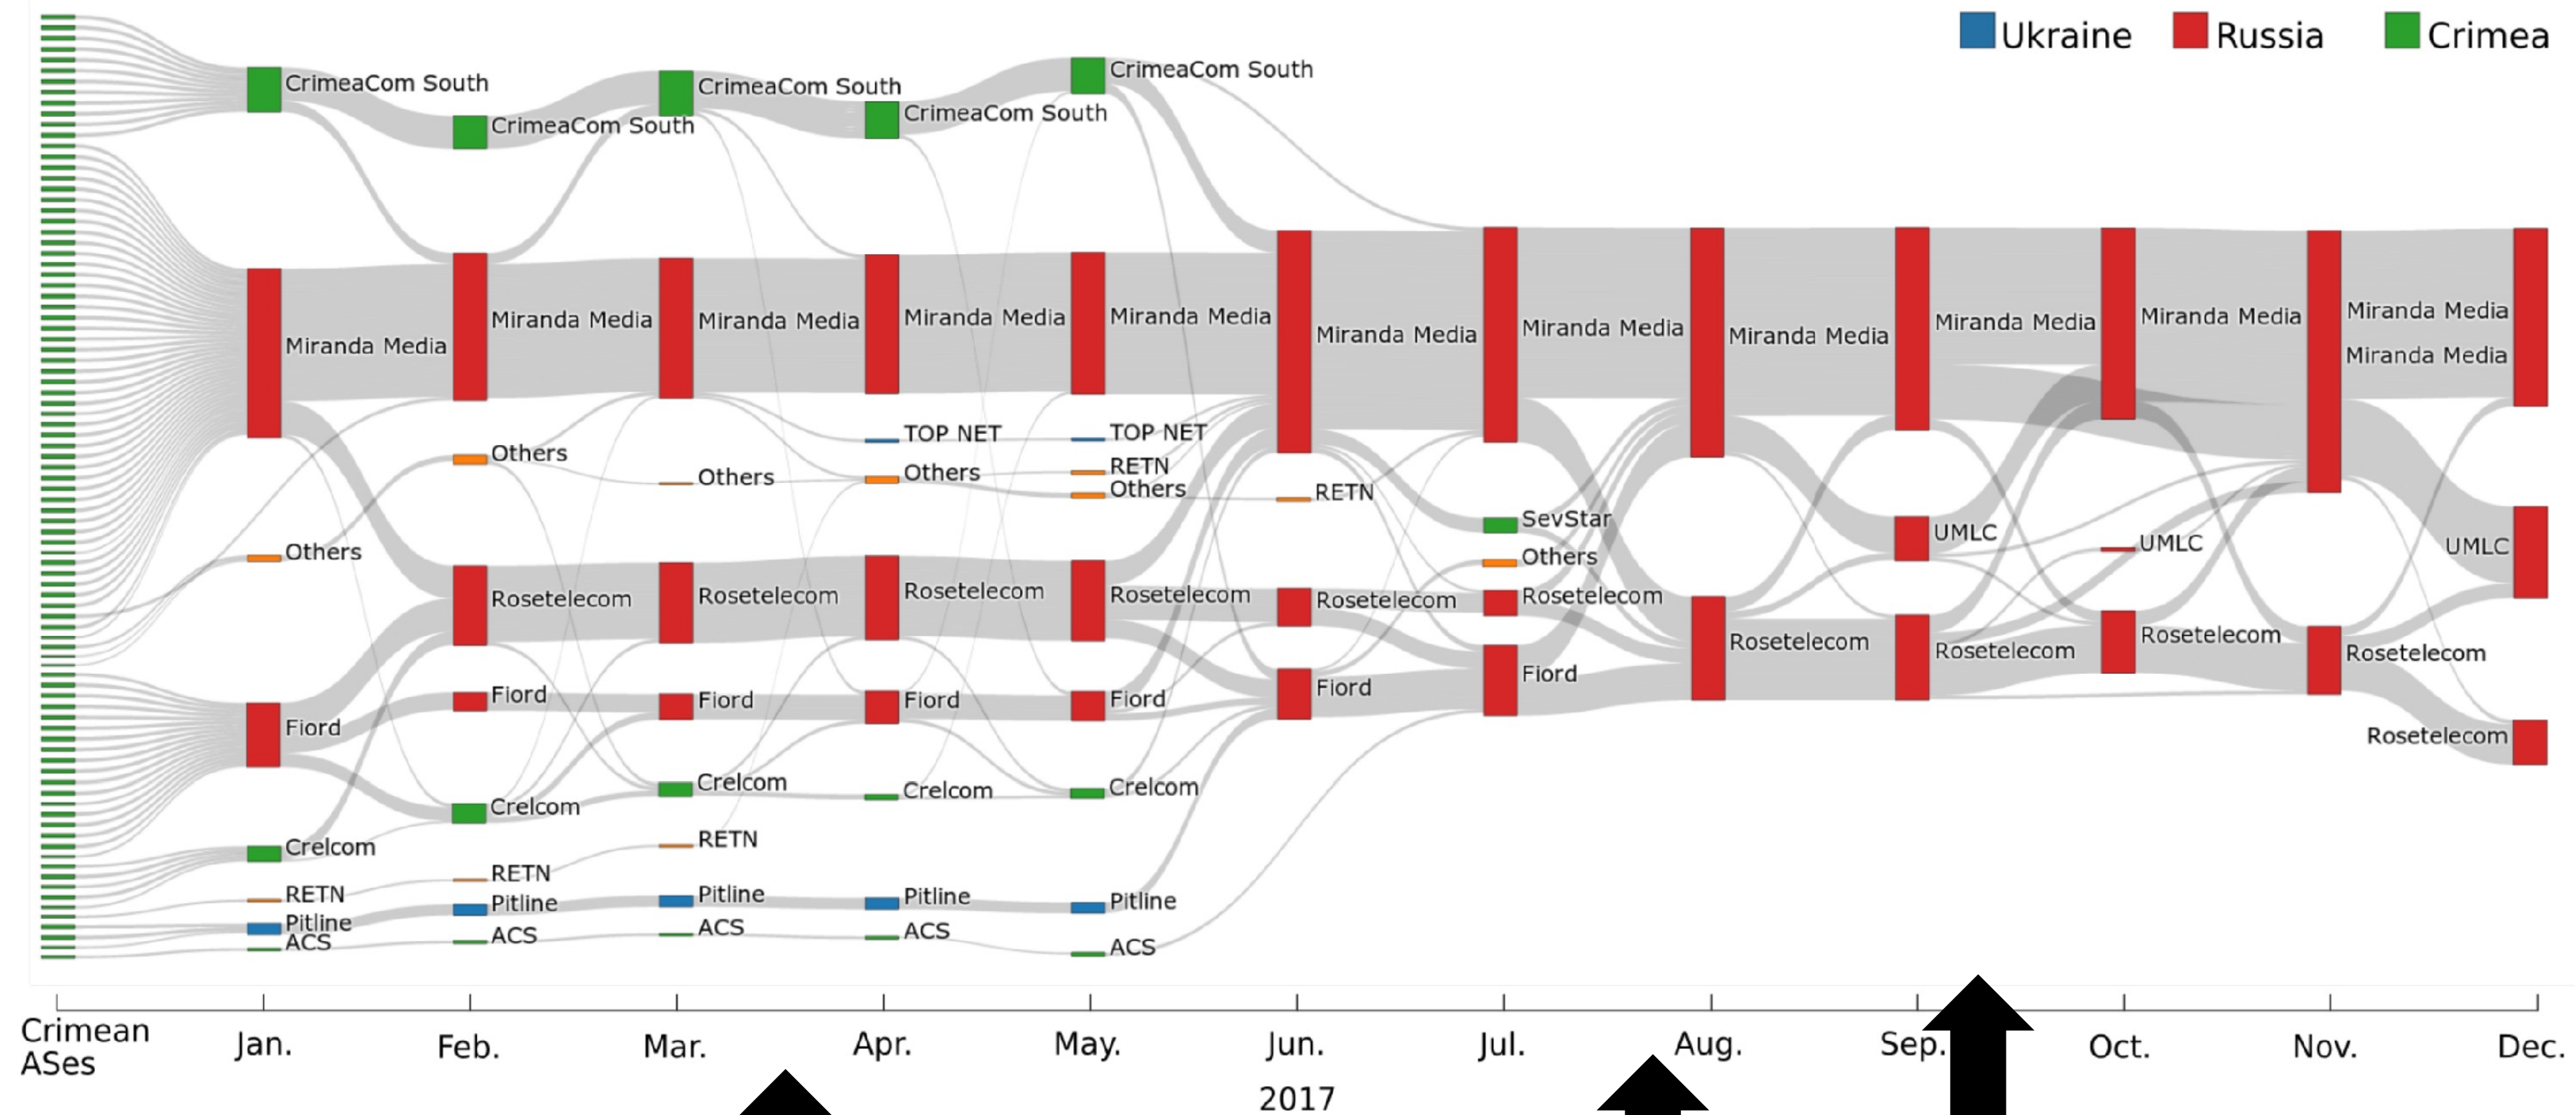 Ukraine Russia Crimea
CrimeaCom South
Miranda Media
Others
Fiord
Crelcom
RETN
Pitline
ACS
CrimeaCom South
Miranda Media
Others
Rosetelecom
Fiord
Crelcom
RETN
Pitline
ACS
CrimeaCom South
Miranda Media
Others
Rosetelecom
Fiord
Crelcom
RETN
Pitline
ACS
CrimeaCom South
Miranda Media
TOP NET
Others
Rosetelecom
Fiord
Crelcom
Pitline
ACS
CrimeaCom South
Miranda Media
TOP NET
RETN
Others
Rosetelecom
Fiord
Crelcom
Pitline
ACS
Miranda Media
RETN
Rosetelecom
Fiord
Miranda Media
SevStar
Others
Rosetelecom
Fiord
Miranda Media
Rosetelecom
Miranda Media
UMLC
Rosetelecom
Miranda Media
UMLC
Rosetelecom
Miranda Media
Rosetelecom
Miranda Media
UMLC
Rosetelecom
Crimean
ASes
Jan. Feb. Mar. Apr. May. Jun. Jul. Aug. Sep. Oct. Nov. Dec.
2017